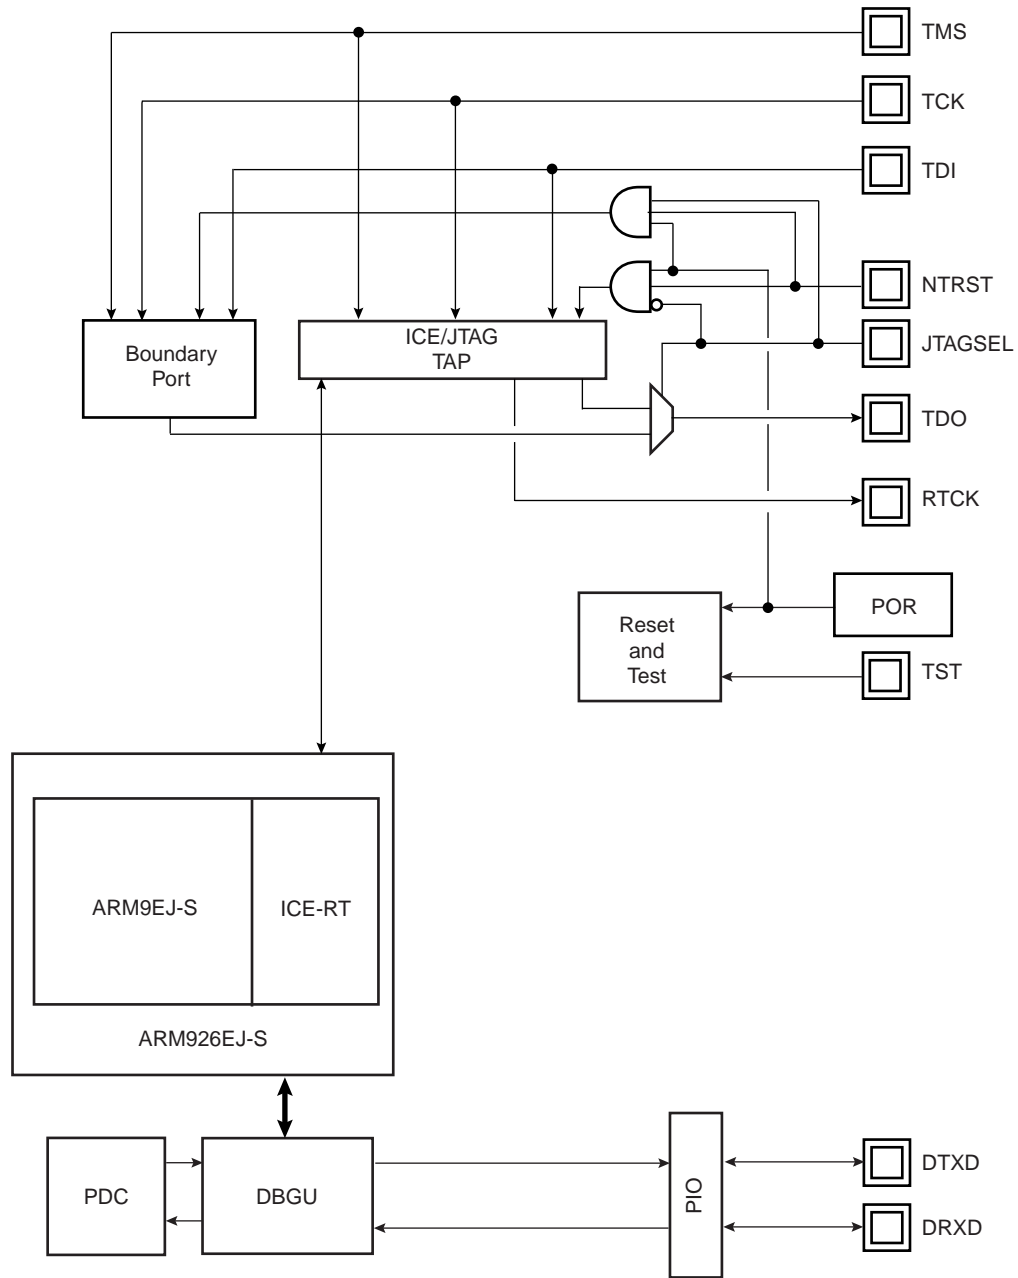 TMS
TCK
TDI
NTRST
JTAGSEL
ICE/JTAG
TAP
Boundary
Port
TDO
RTCK
POR
Reset
and
Test
TST
ARM9EJ-S
ICE-RT
ARM926EJ-S
PDC
DBGU
PIO
DTXD
DRXD